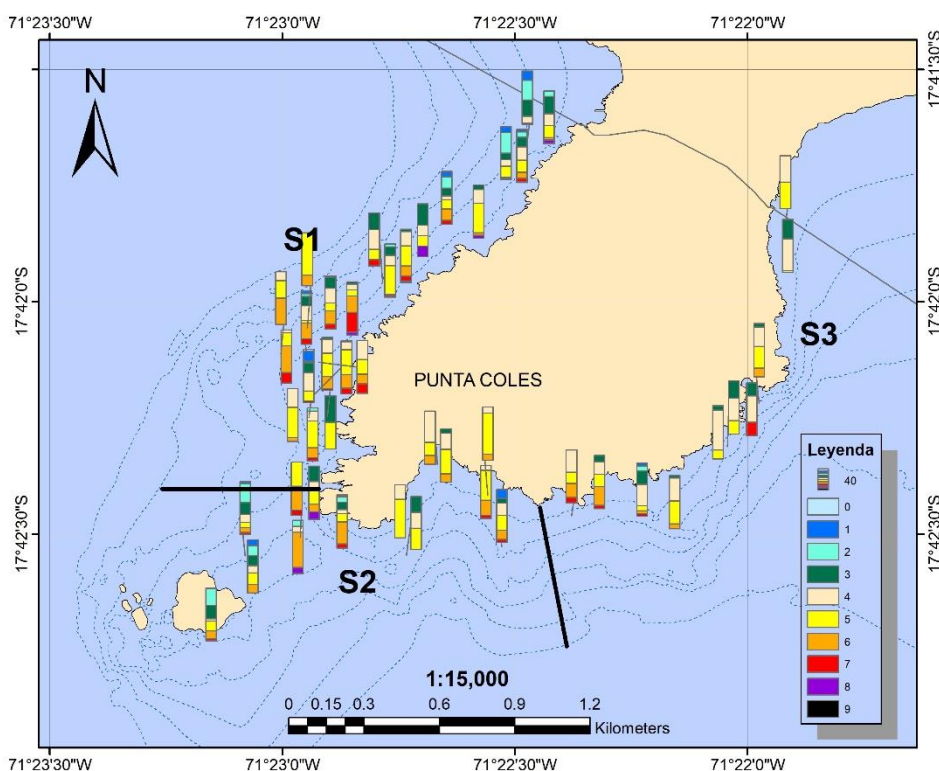 71°23'30"W 71°23'0"W 71°22'30"W 71°22'0"W
17°41'30"S
N
S1
17°42'0"S 17°42'0"S
S3
PUNTA COLES
Leyenda
40
0
1
2
3
4
5
6
7
8
9
17°42'30"S 17°42'30"S
S2
1:15,000
0 0.15 0.3 0.6 0.9 1.2
Kilometers
71°23'30"W 71°23'0"W 71°22'30"W 71°22'0"W